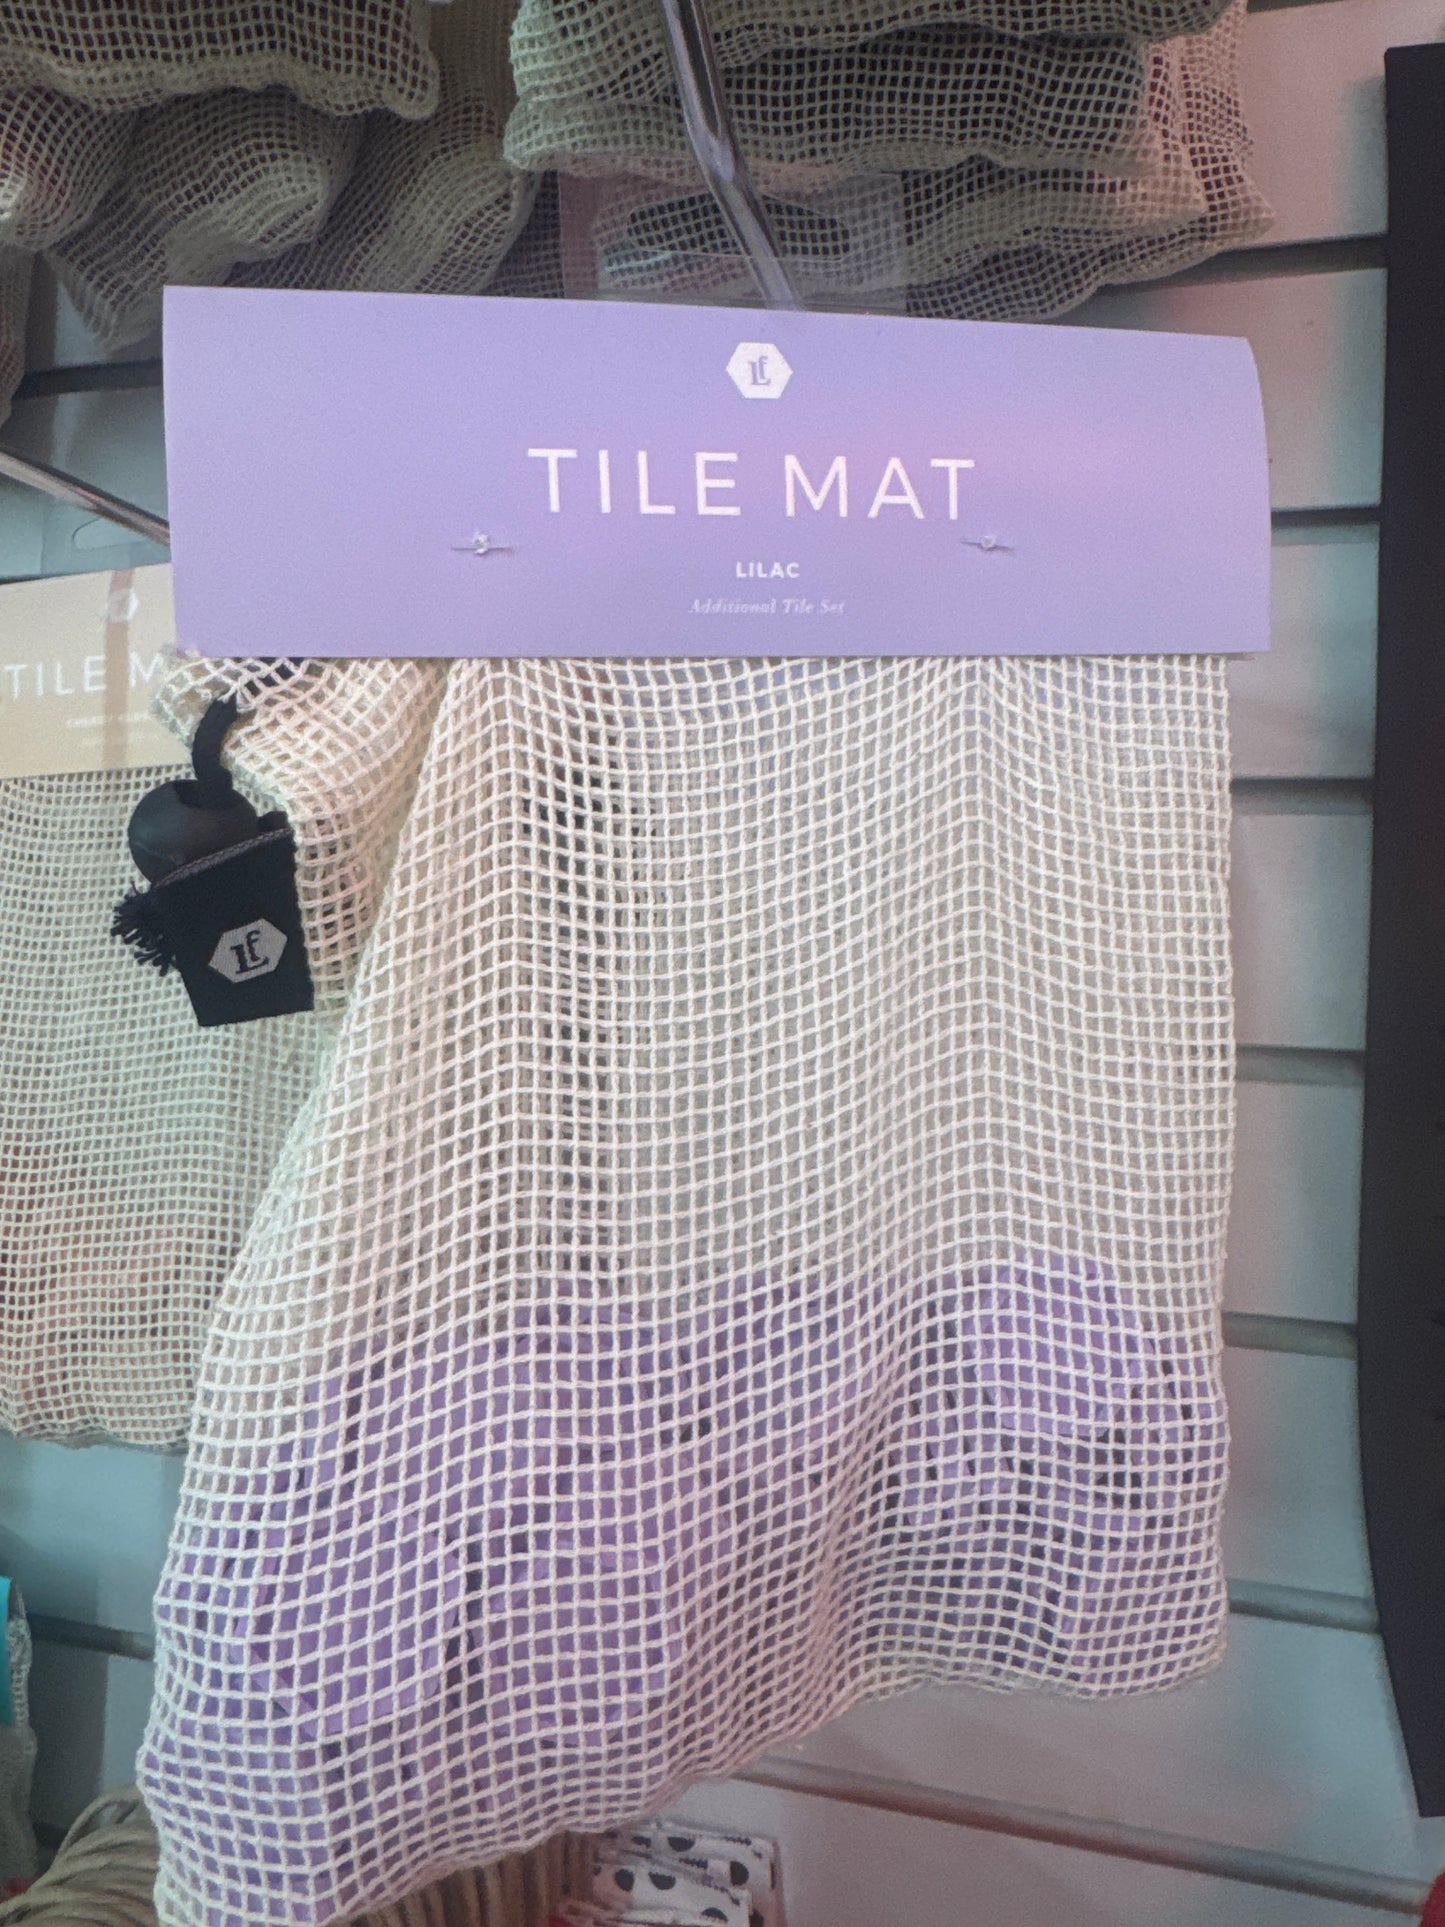 Lf
TILE MAT
LILAC
Additional Tile Set
TILE M
Lf